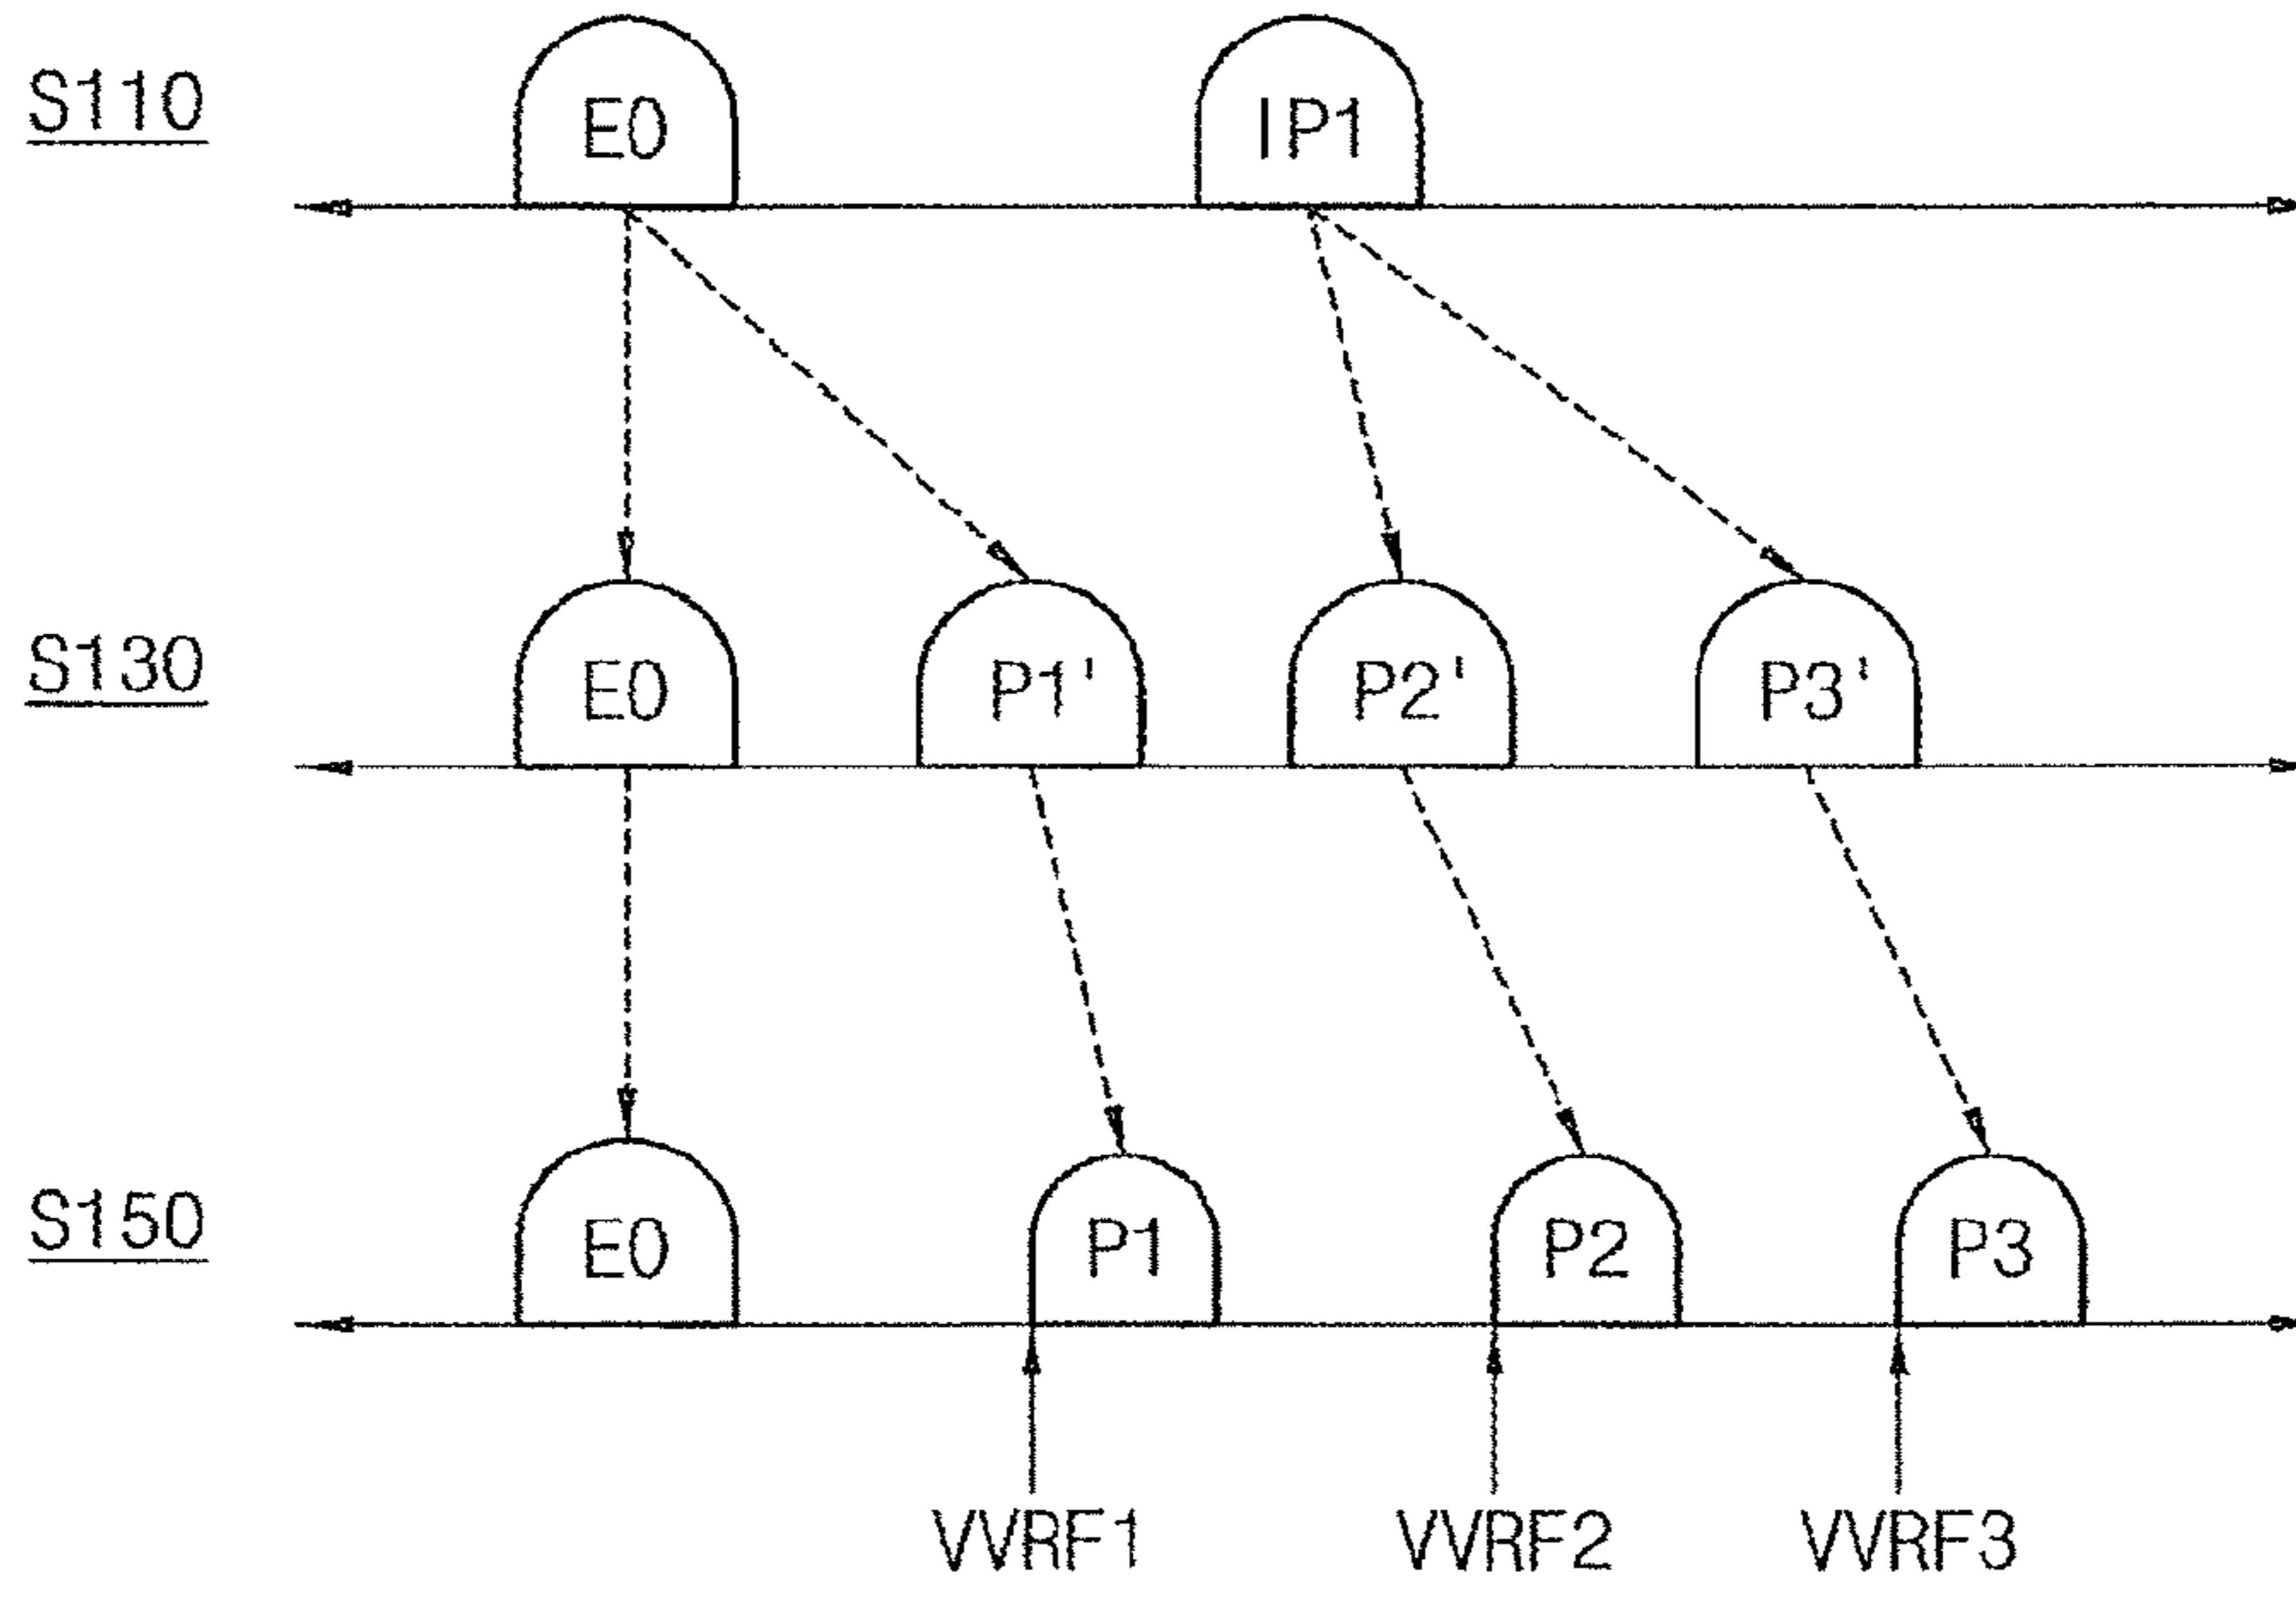 S110 E0 IP1
S130 E0 P1' P2' P3'
S150 E0 P1 P2 P3
VVRF1 VVRF2 VVRF3